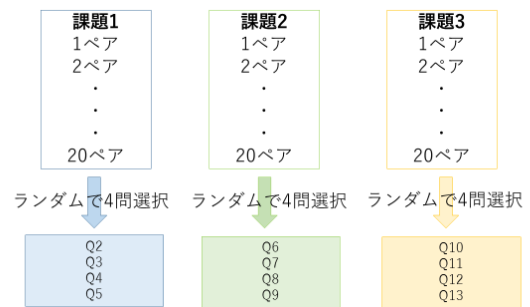 課題1
1ペア
2ペア
・
・
・
20ペア
ランダムで4問選択
Q2
Q3
Q4
Q5
課題2
1ペア
2ペア
・
・
・
20ペア
ランダムで4問選択
Q6
Q7
Q8
Q9
課題3
1ペア
2ペア
・
・
・
20ペア
ランダムで4問選択
Q10
Q11
Q12
Q13